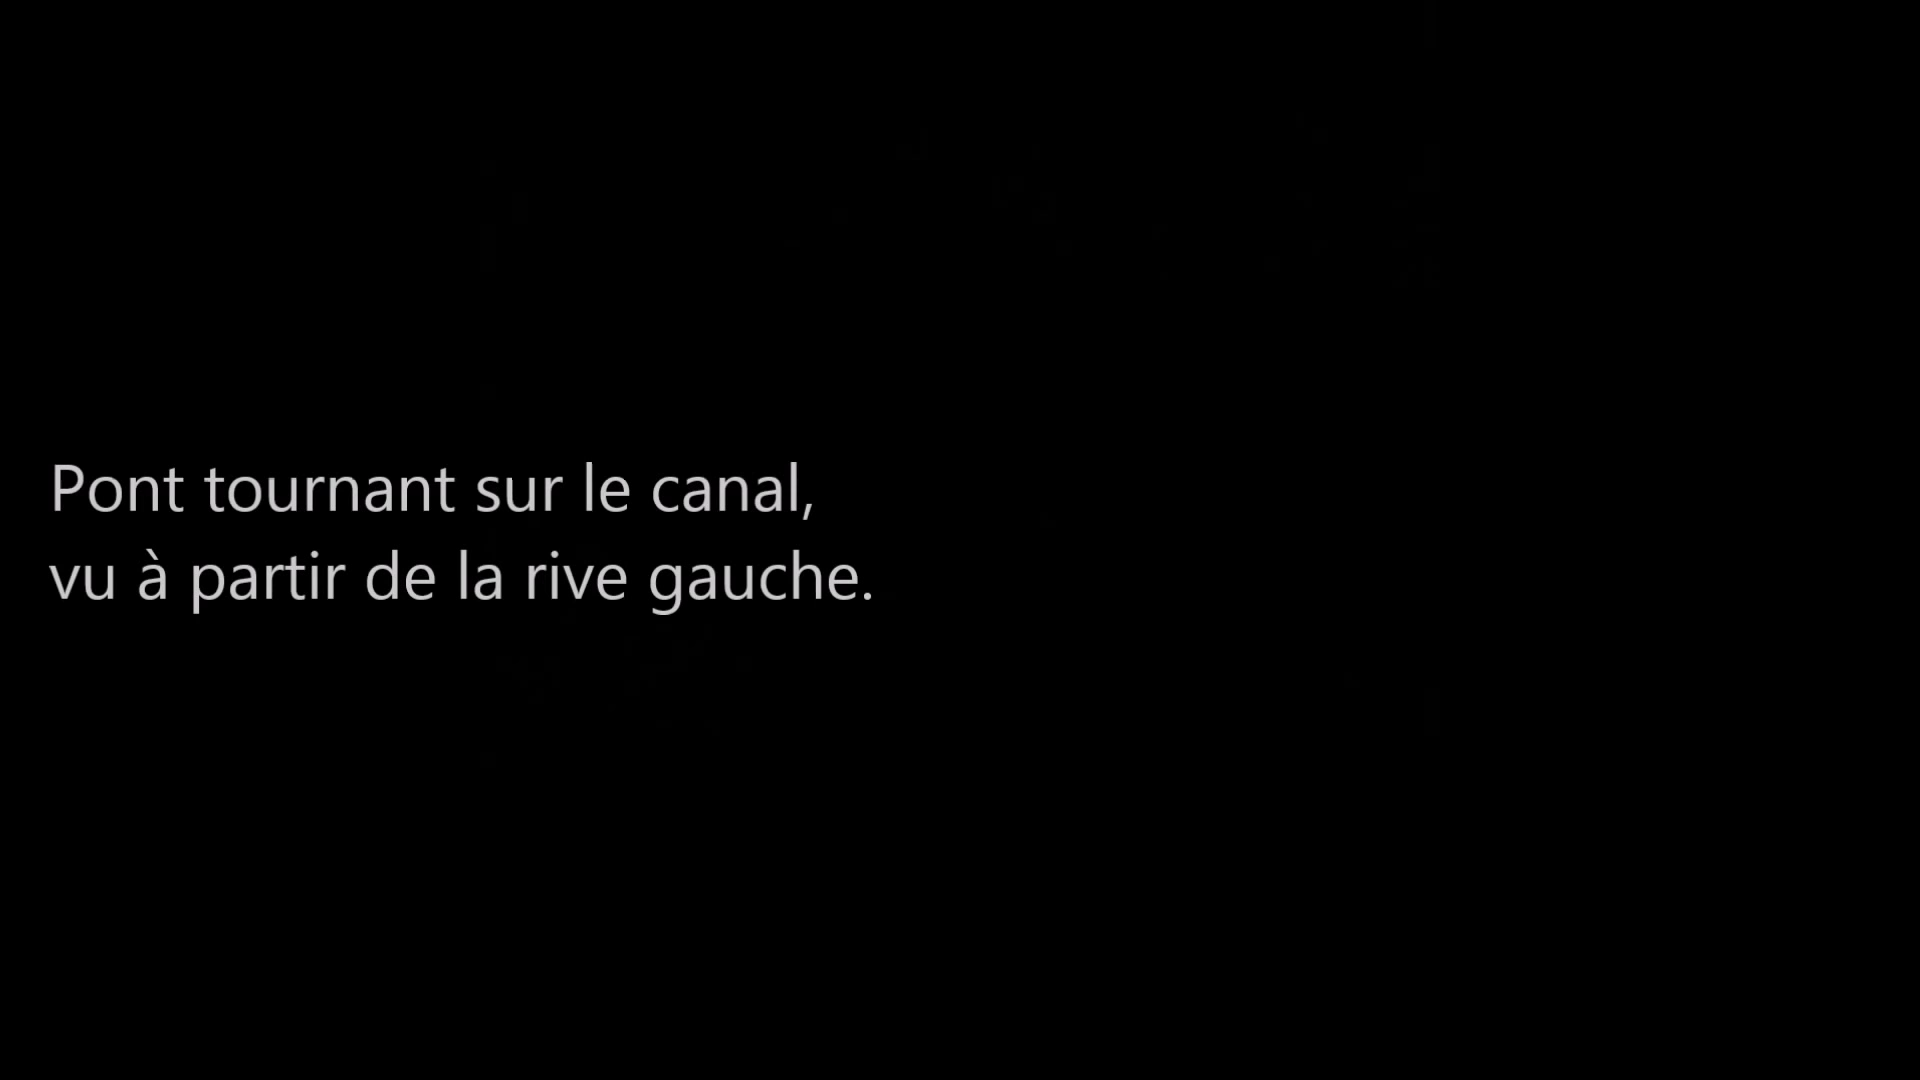 Pont tournant sur le canal,
vu à partir de la rive gauche.